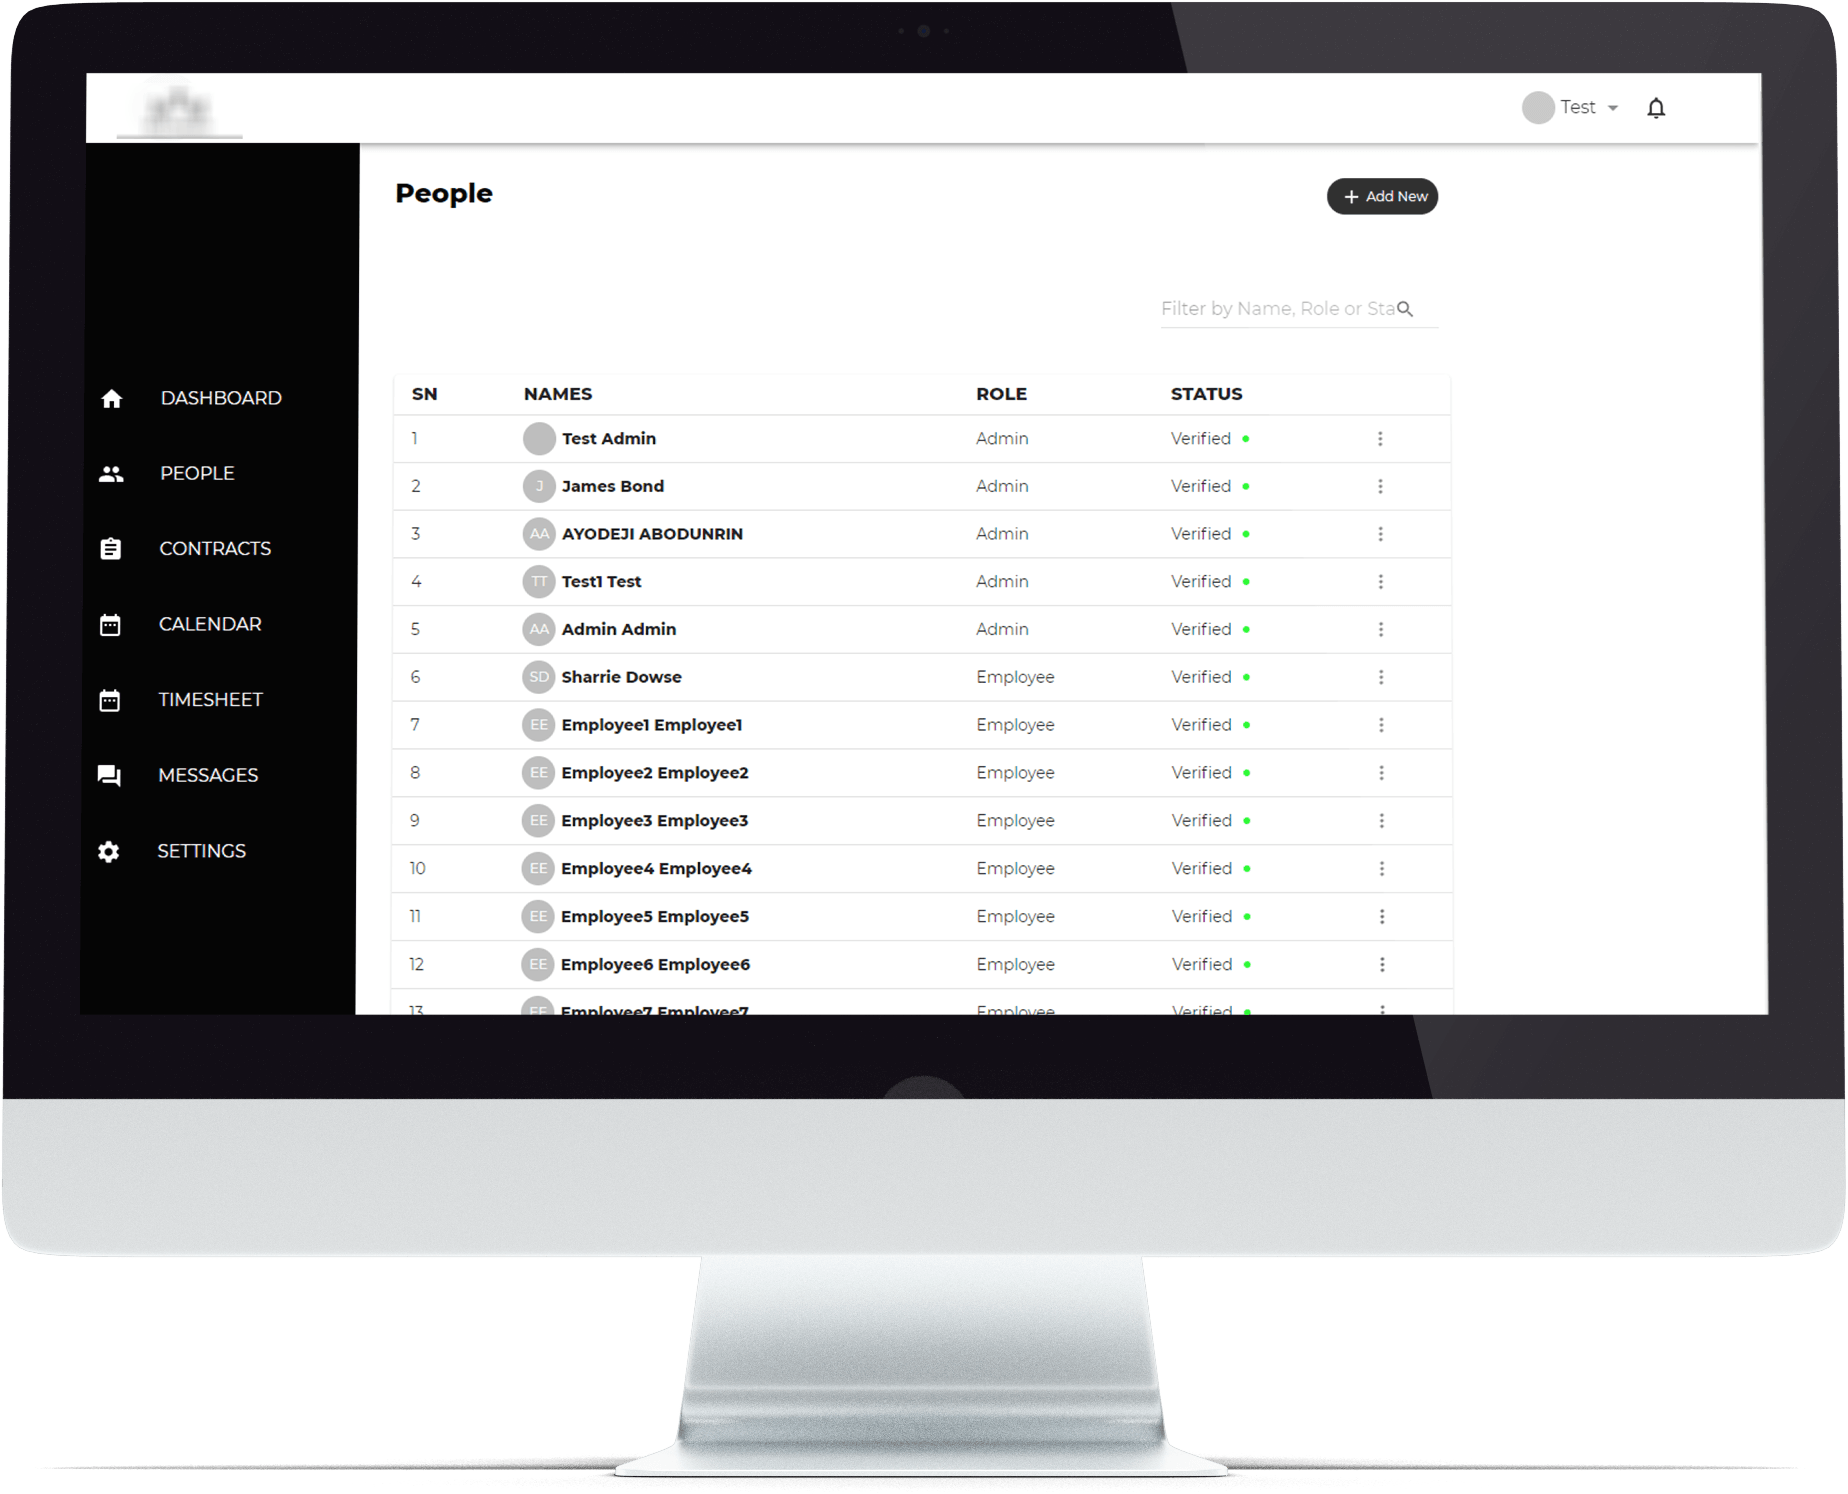 Test
People
+ Add New
Filter by Name, Role or Sta
DASHBOARD
PEOPLE
CONTRACTS
CALENDAR
TIMESHEET
MESSAGES
SETTINGS
SN NAMES ROLE STATUS
1 Test Admin Admin Verified
2 J James Bond Admin Verified
3 AA AYODEJI ABODUNRIN Admin Verified
4 TT Test1 Test Admin Verified
5 AA Admin Admin Admin Verified
6 SD Sharrie Dowse Employee Verified
7 EE Employee1 Employee1 Employee Verified
8 EE Employee2 Employee2 Employee Verified
9 EE Employee3 Employee3 Employee Verified
10 EE Employee4 Employee4 Employee Verified
11 EE Employee5 Employee5 Employee Verified
12 EE Employee6 Employee6 Employee Verified
13 EE Employee7 Employee7 Employee Verified